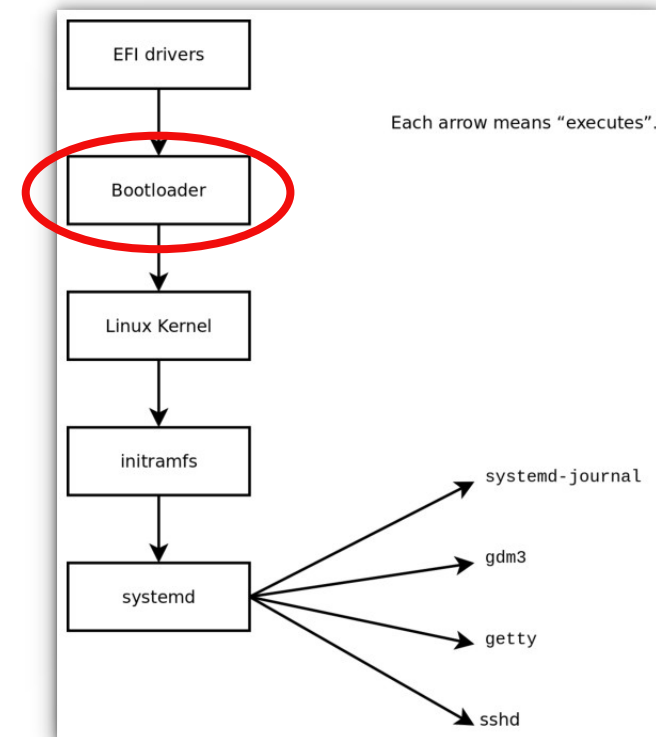 EFI drivers
Each arrow means “executes”.
Bootloader
Linux Kernel
initramfs
systemd-journal
gdm3
systemd
getty
sshd